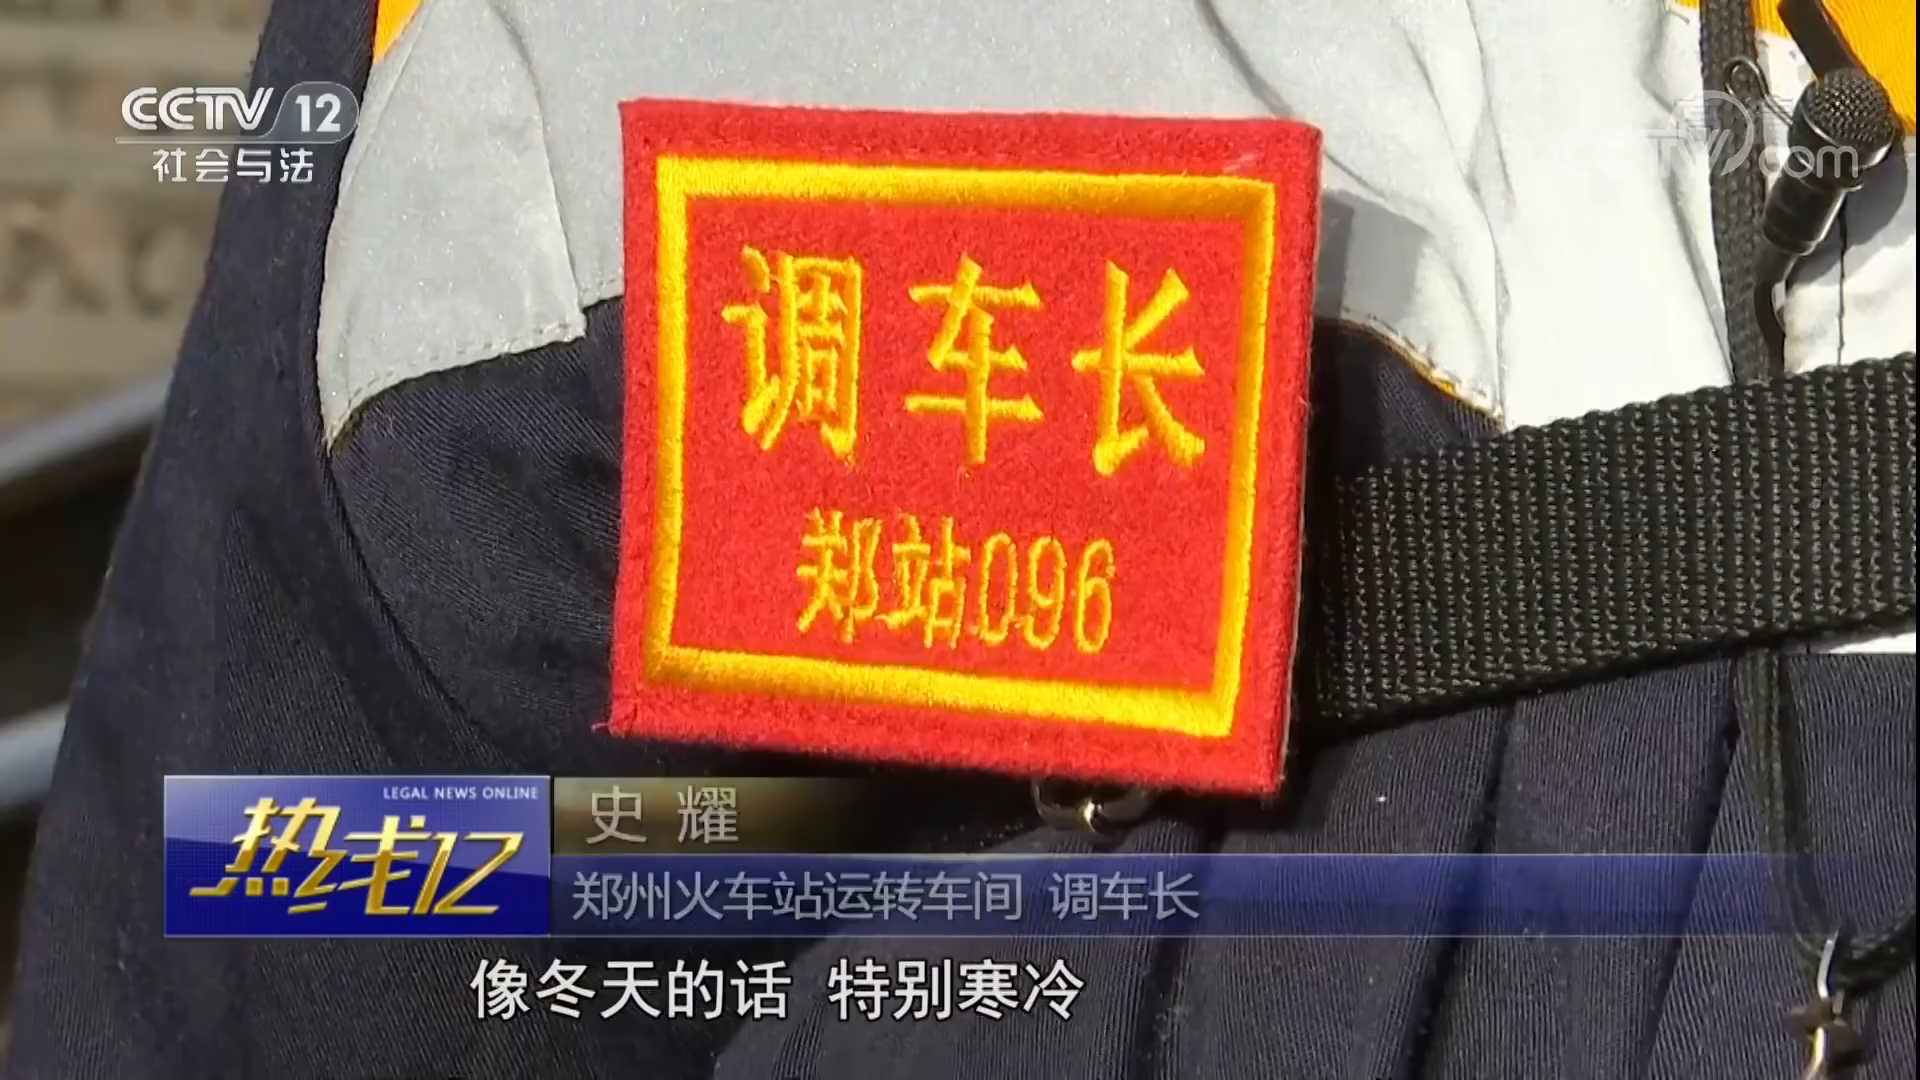 CCTV 12
社会与法
com
调车长
郑站096
LEGAL NEWS ONLINE
热线12
史耀
郑州火车站运转车间 调车长
像冬天的话 特别寒冷